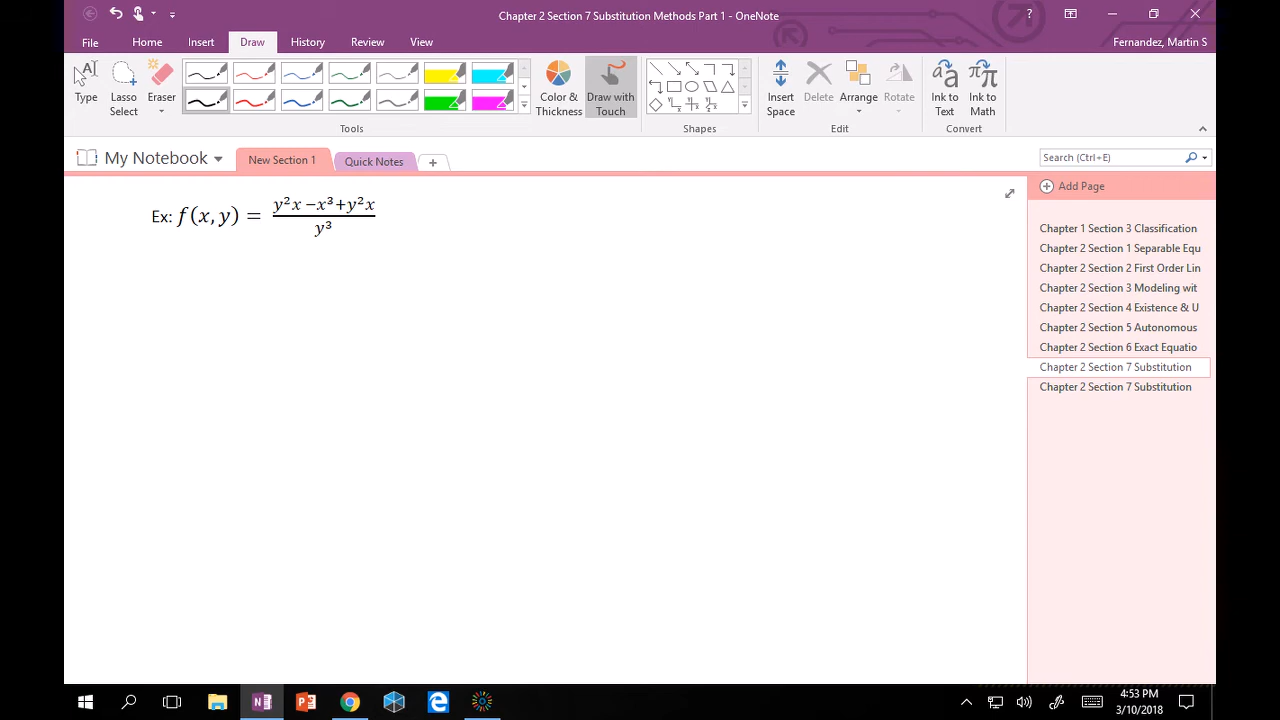 Chapter 2 Section 7 Substitution Methods Part 1 - OneNote
?
File Home Insert Draw History Review View
Fernandez, Martin S
Type
Lasso Select
Eraser
Color & Thickness
Draw with Touch
Insert Space
Delete
Arrange
Rotate
Ink to Text
Ink to Math
Tools
Shapes
Edit
Convert
My Notebook
New Section 1
Quick Notes
+
Search (Ctrl+E)
Add Page
Ex: f(x, y) = (y²x −x³+y²x)/y³
Chapter 1 Section 3 Classification
Chapter 2 Section 1 Separable Equ
Chapter 2 Section 2 First Order Lin
Chapter 2 Section 3 Modeling wit
Chapter 2 Section 4 Existence & U
Chapter 2 Section 5 Autonomous
Chapter 2 Section 6 Exact Equatio
Chapter 2 Section 7 Substitution
Chapter 2 Section 7 Substitution
4:53 PM
3/10/2018